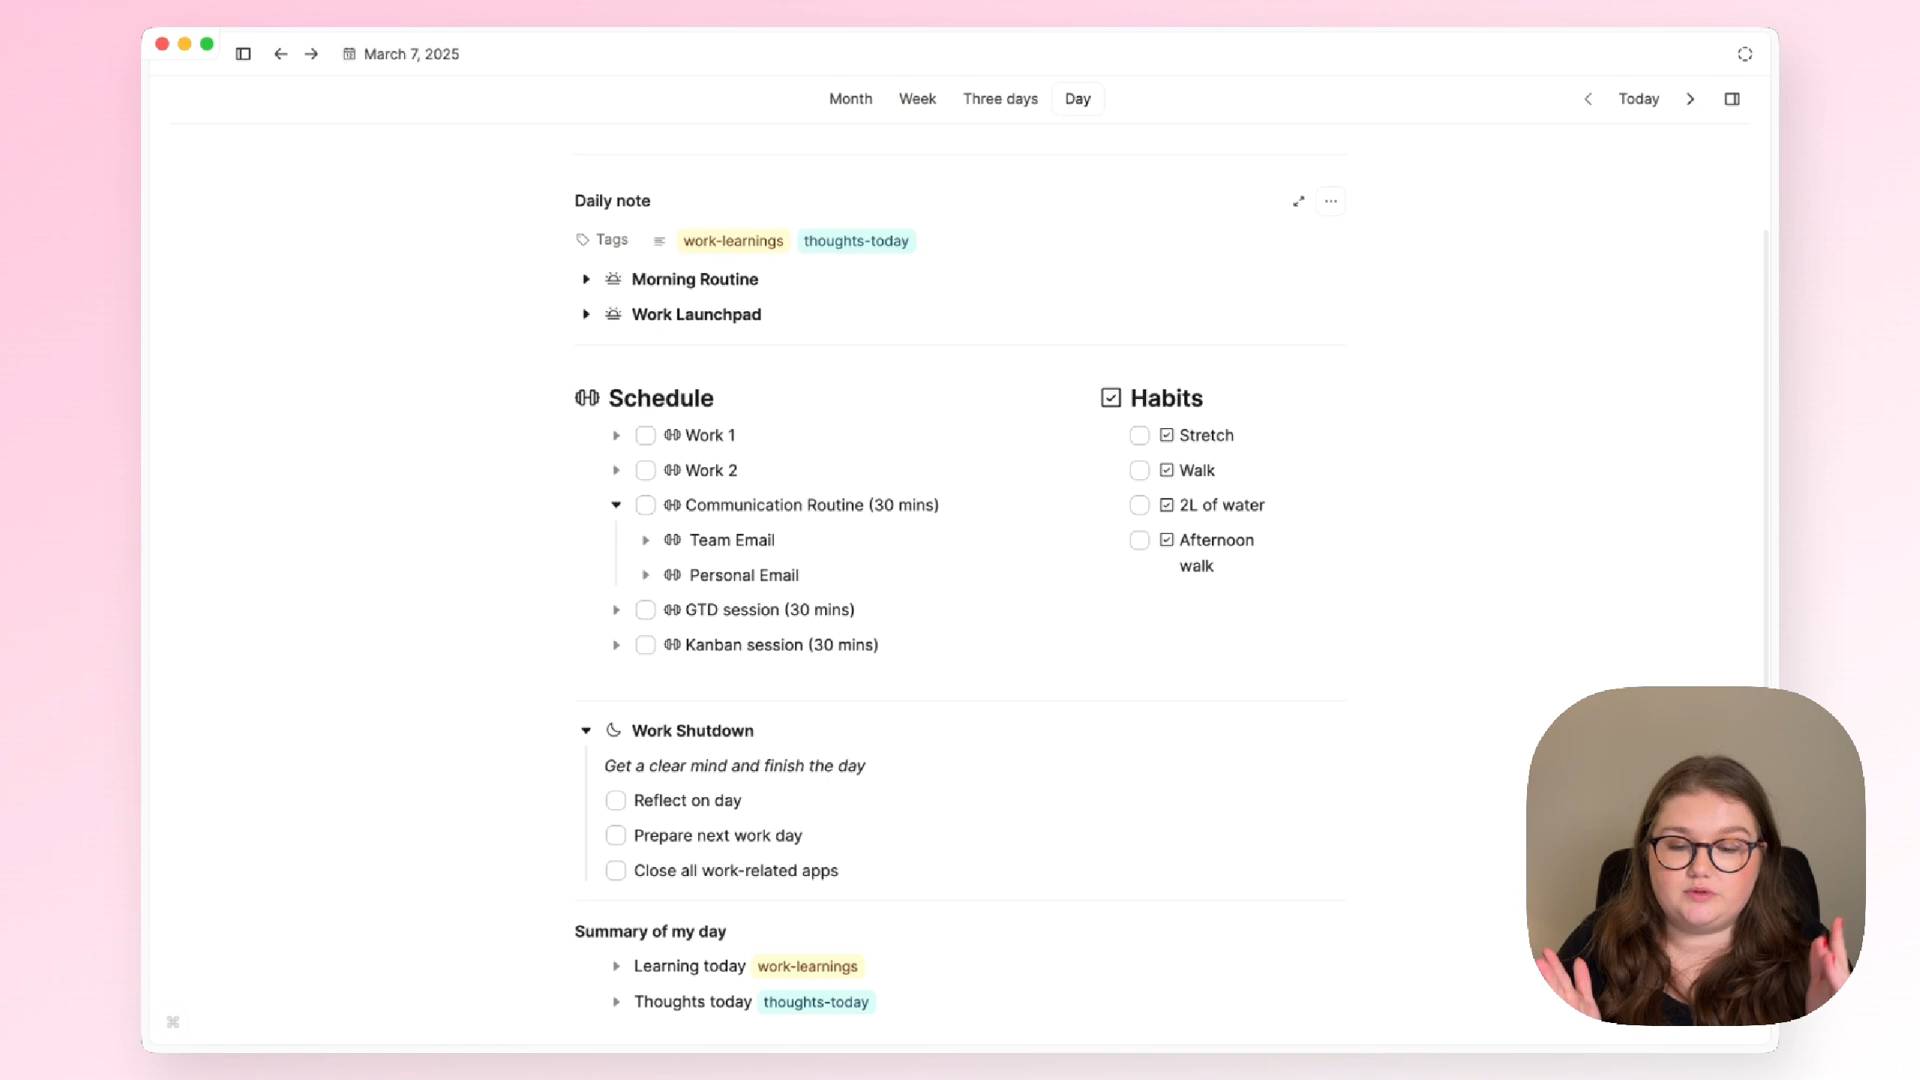 March 7, 2025
Month Week Three days Day
Today
Daily note
Tags work-learnings thoughts-today
Morning Routine
Work Launchpad
Schedule
Work 1
Work 2
Communication Routine (30 mins)
Team Email
Personal Email
GTD session (30 mins)
Kanban session (30 mins)
Habits
Stretch
Walk
2L of water
Afternoon
walk
Work Shutdown
Get a clear mind and finish the day
Reflect on day
Prepare next work day
Close all work-related apps
Summary of my day
Learning today work-learnings
Thoughts today thoughts-today